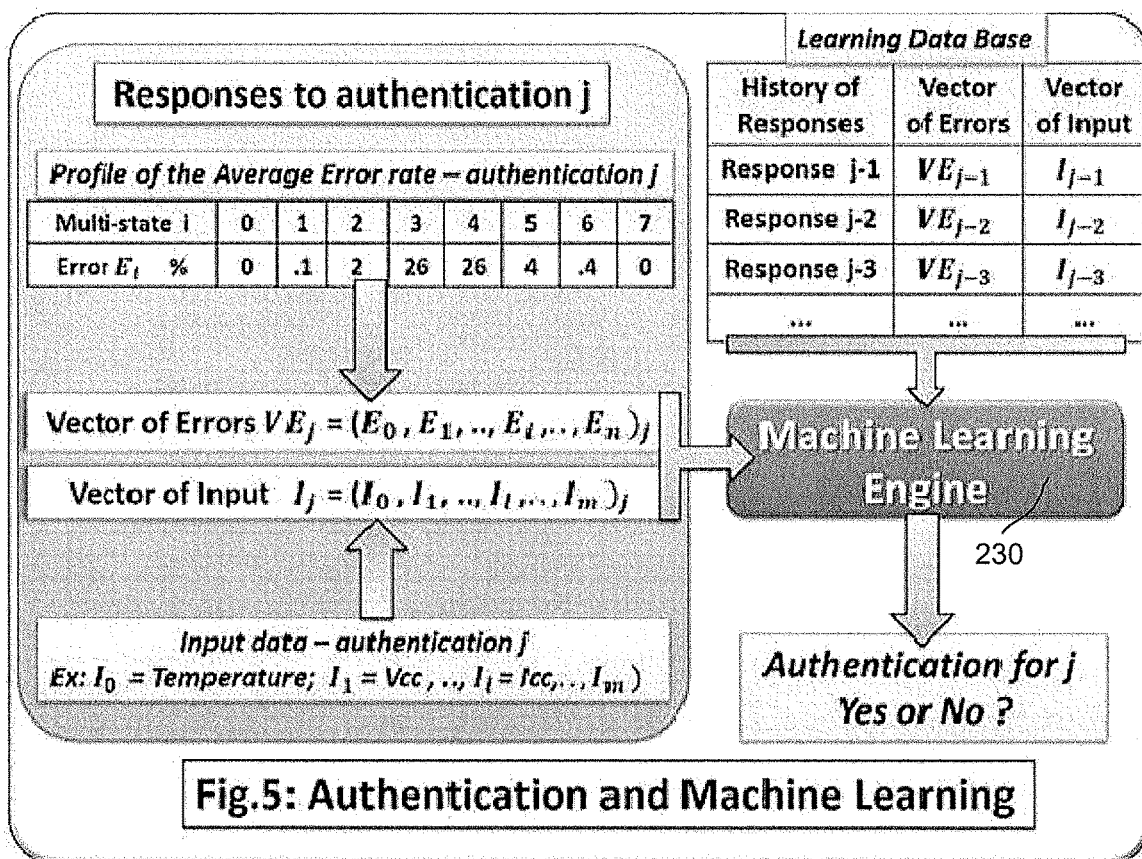 Responses to authentication j
Profile of the Average Error rate – authentication j
Multi-state i 0 1 2 3 4 5 6 7
Error E_i % 0 .1 2 26 26 4 .4 0
Vector of Errors VE_j = (E_0 , E_1 , .., E_i , .. , E_n )_j
Vector of Input I_j = (I_0 , I_1 , .., I_i , .. , I_m )_j
Input data – authentication j
Ex: I_0 = Temperature; I_1 = Vcc , .., I_i = Icc, .. , I_m )
Learning Data Base
History of Responses Vector of Errors Vector of Input
Response j-1 VE_{j-1} I_{j-1}
Response j-2 VE_{j-2} I_{j-2}
Response j-3 VE_{j-3} I_{j-3}
... ... ...
Machine Learning
Engine
230
Authentication for j
Yes or No ?
Fig.5: Authentication and Machine Learning